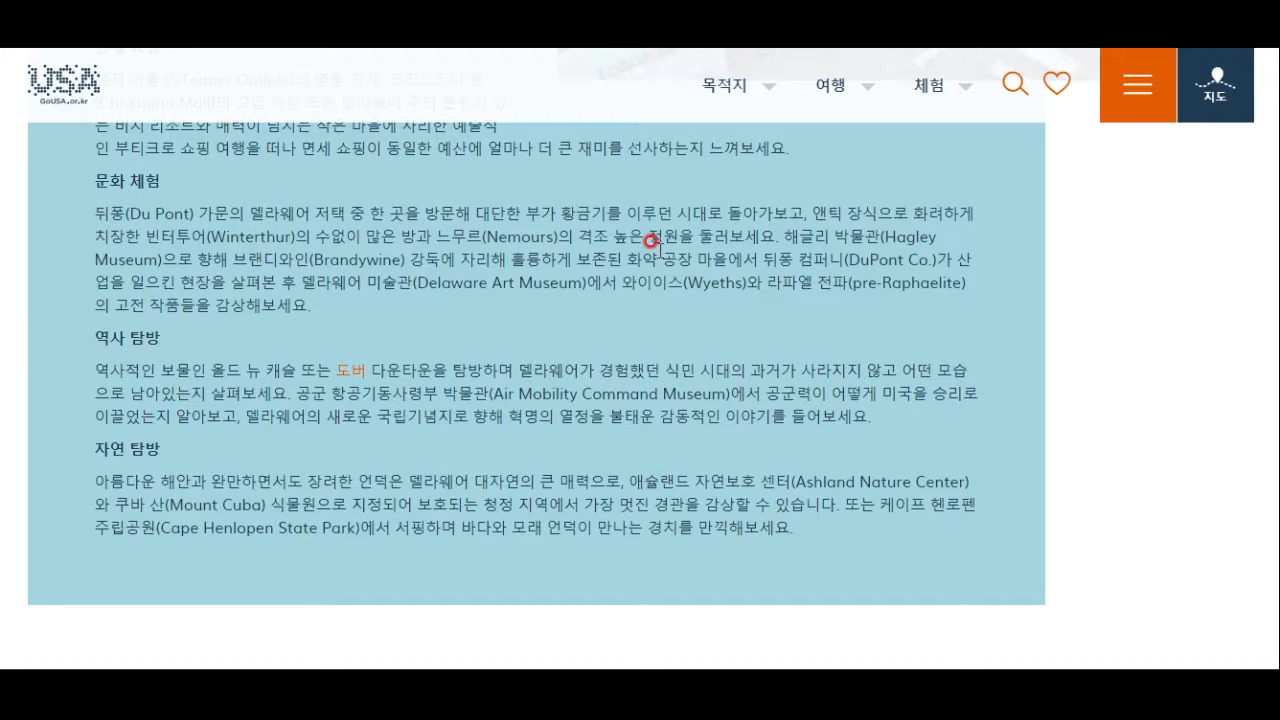 USA
GoUSA.or.kr
목적지
여행
체험
지도
는 비치 리조트와 매력이 넘치는 작은 마을에 자리한 예술적
인 부티크로 쇼핑 여행을 떠나 면세 쇼핑이 동일한 예산에 얼마나 더 큰 재미를 선사하는지 느껴보세요.
문화 체험
뒤퐁(Du Pont) 가문의 델라웨어 저택 중 한 곳을 방문해 대단한 부가 황금기를 이루던 시대로 돌아가보고, 앤틱 장식으로 화려하게
치장한 빈터투어(Winterthur)의 수없이 많은 방과 느무르(Nemours)의 격조 높은 정원을 둘러보세요. 해글리 박물관(Hagley
Museum)으로 향해 브랜디와인(Brandywine) 강둑에 자리해 훌륭하게 보존된 화약 공장 마을에서 뒤퐁 컴퍼니(DuPont Co.)가 산
업을 일으킨 현장을 살펴본 후 델라웨어 미술관(Delaware Art Museum)에서 와이이스(Wyeths)와 라파엘 전파(pre-Raphaelite)
의 고전 작품들을 감상해보세요.
역사 탐방
역사적인 보물인 올드 뉴 캐슬 또는 도버 다운타운을 탐방하며 델라웨어가 경험했던 식민 시대의 과거가 사라지지 않고 어떤 모습
으로 남아있는지 살펴보세요. 공군 항공기동사령부 박물관(Air Mobility Command Museum)에서 공군력이 어떻게 미국을 승리로
이끌었는지 알아보고, 델라웨어의 새로운 국립기념지로 향해 혁명의 열정을 불태운 감동적인 이야기를 들어보세요.
자연 탐방
아름다운 해안과 완만하면서도 장려한 언덕은 델라웨어 대자연의 큰 매력으로, 애슐랜드 자연보호 센터(Ashland Nature Center)
와 쿠바 산(Mount Cuba) 식물원으로 지정되어 보호되는 청정 지역에서 가장 멋진 경관을 감상할 수 있습니다. 또는 케이프 헨로펜
주립공원(Cape Henlopen State Park)에서 서핑하며 바다와 모래 언덕이 만나는 경치를 만끽해보세요.